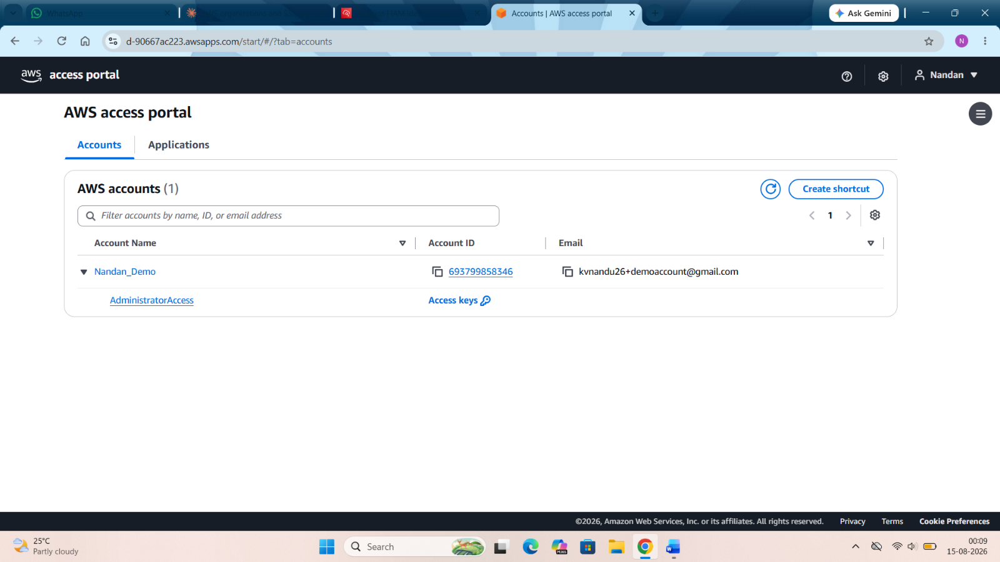 WhatsApp
Accounts | AWS access portal
Ask Gemini
d-90667ac223.awsapps.com/start/#/?tab=accounts
N
aws access portal
Nandan
AWS access portal
Accounts
Applications
AWS accounts (1)
Create shortcut
Filter accounts by name, ID, or email address
1
Account Name
Account ID
Email
Nandan_Demo
693799858346
kvnandu26+demoaccount@gmail.com
AdministratorAccess
Access keys
©2026, Amazon Web Services, Inc. or its affiliates. All rights reserved.
Privacy
Terms
Cookie Preferences
25°C
Partly cloudy
Search
M365
00:09
15-08-2026